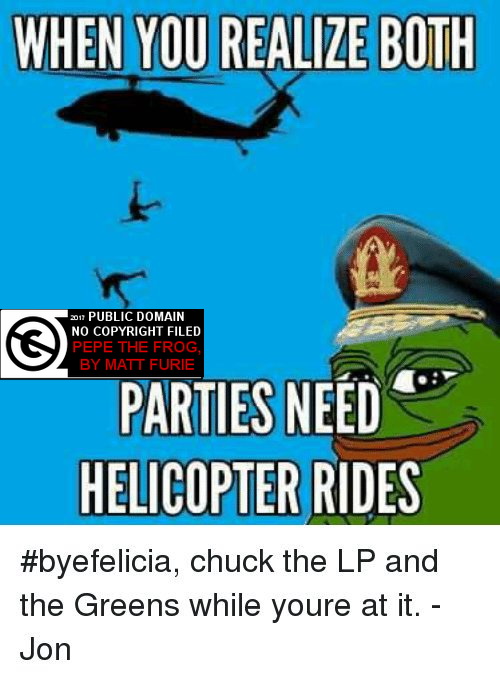 WHEN YOU REALIZE BOTH
2017 PUBLIC DOMAIN
NO COPYRIGHT FILED
PEPE THE FROG,
BY MATT FURIE
PARTIES NEED
HELICOPTER RIDES
#byefelicia, chuck the LP and
the Greens while youre at it. -
Jon